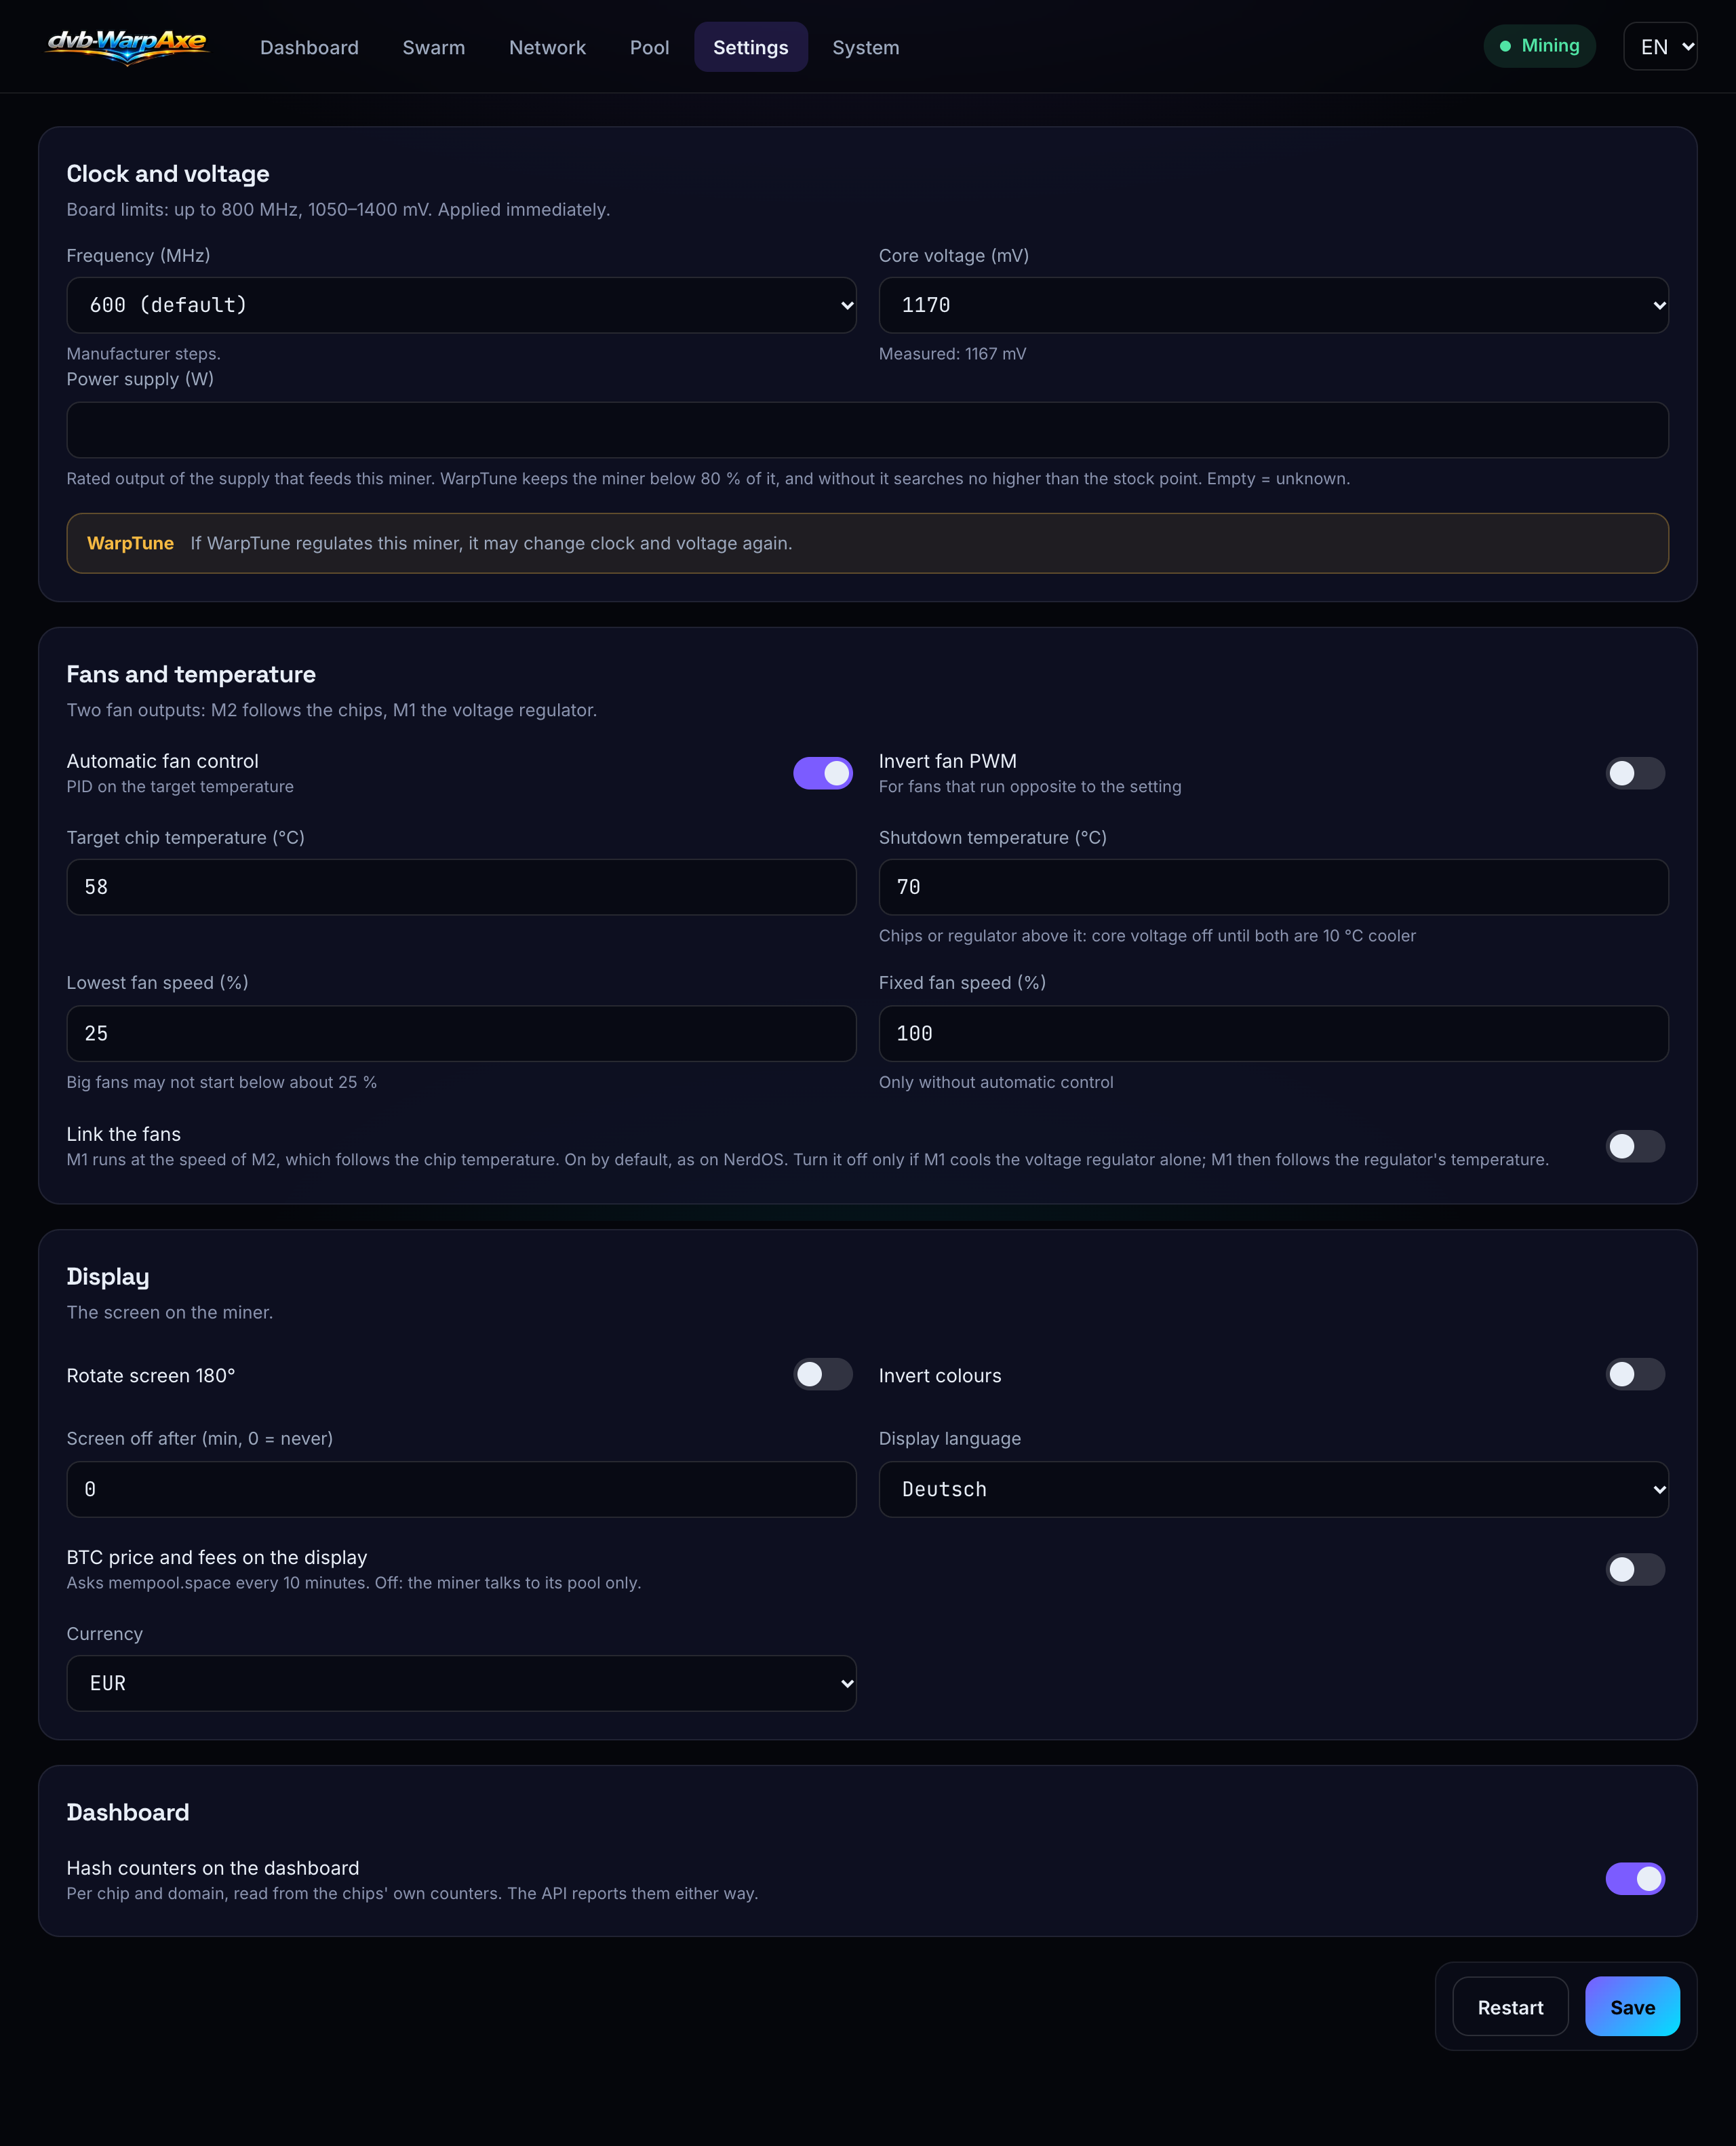 dvb-WarpAxe
Dashboard Swarm Network Pool Settings System Mining EN
Clock and voltage
Board limits: up to 800 MHz, 1050–1400 mV. Applied immediately.
Frequency (MHz) Core voltage (mV)
600 (default) 1170
Manufacturer steps. Measured: 1167 mV
Power supply (W)
Rated output of the supply that feeds this miner. WarpTune keeps the miner below 80 % of it, and without it searches no higher than the stock point. Empty = unknown.
WarpTune If WarpTune regulates this miner, it may change clock and voltage again.
Fans and temperature
Two fan outputs: M2 follows the chips, M1 the voltage regulator.
Automatic fan control Invert fan PWM
PID on the target temperature For fans that run opposite to the setting
Target chip temperature (°C) Shutdown temperature (°C)
58 70
Chips or regulator above it: core voltage off until both are 10 °C cooler
Lowest fan speed (%) Fixed fan speed (%)
25 100
Big fans may not start below about 25 % Only without automatic control
Link the fans
M1 runs at the speed of M2, which follows the chip temperature. On by default, as on NerdOS. Turn it off only if M1 cools the voltage regulator alone; M1 then follows the regulator's temperature.
Display
The screen on the miner.
Rotate screen 180° Invert colours
Screen off after (min, 0 = never) Display language
0 Deutsch
BTC price and fees on the display
Asks mempool.space every 10 minutes. Off: the miner talks to its pool only.
Currency
EUR
Dashboard
Hash counters on the dashboard
Per chip and domain, read from the chips' own counters. The API reports them either way.
Restart Save